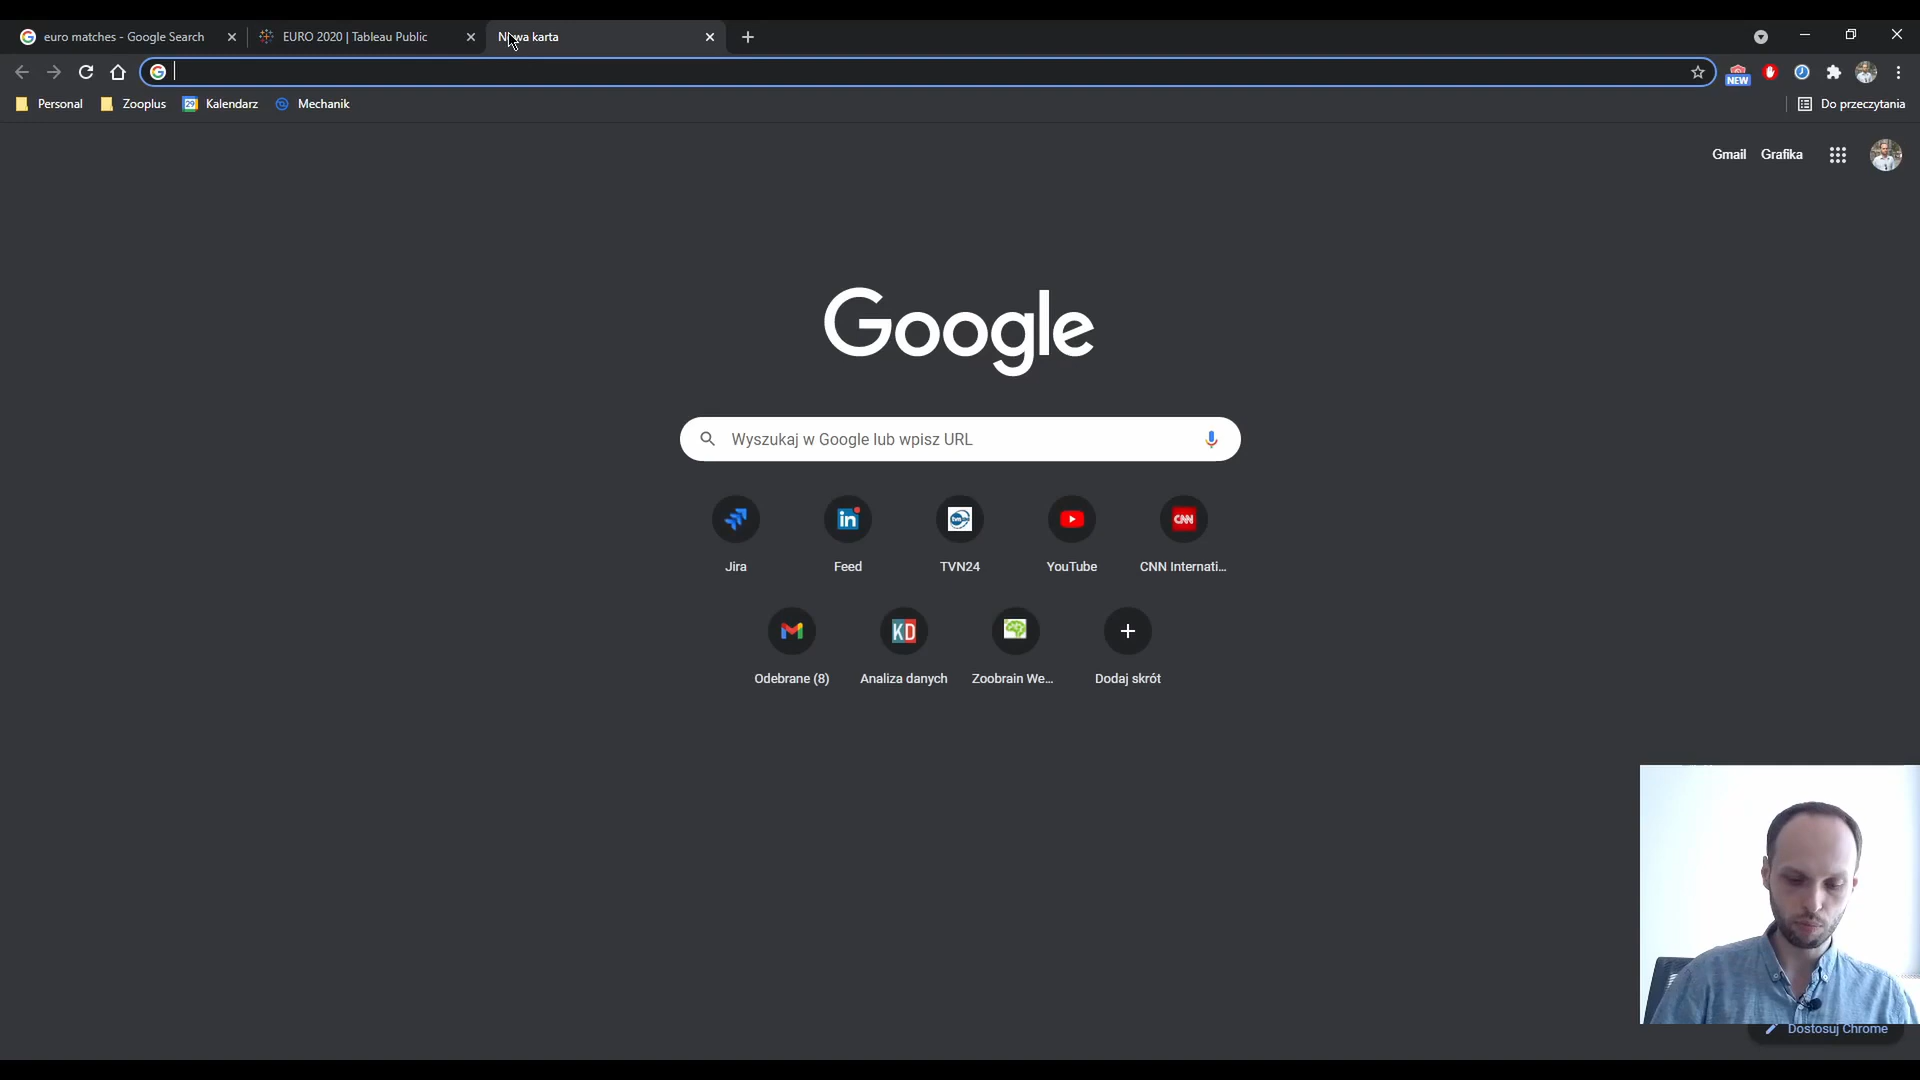 euro matches - Google Search
EURO 2020 | Tableau Public
Nowa karta
NEW
Personal
Zooplus
29
Kalendarz
Mechanik
Do przeczytania
Gmail
Grafika
Google
Wyszukaj w Google lub wpisz URL
in
CNN
Jira
Feed
TVN24
YouTube
CNN Internati...
KD
Odebrane (8)
Analiza danych
Zoobrain We...
Dodaj skrót
Dostosuj Chrome